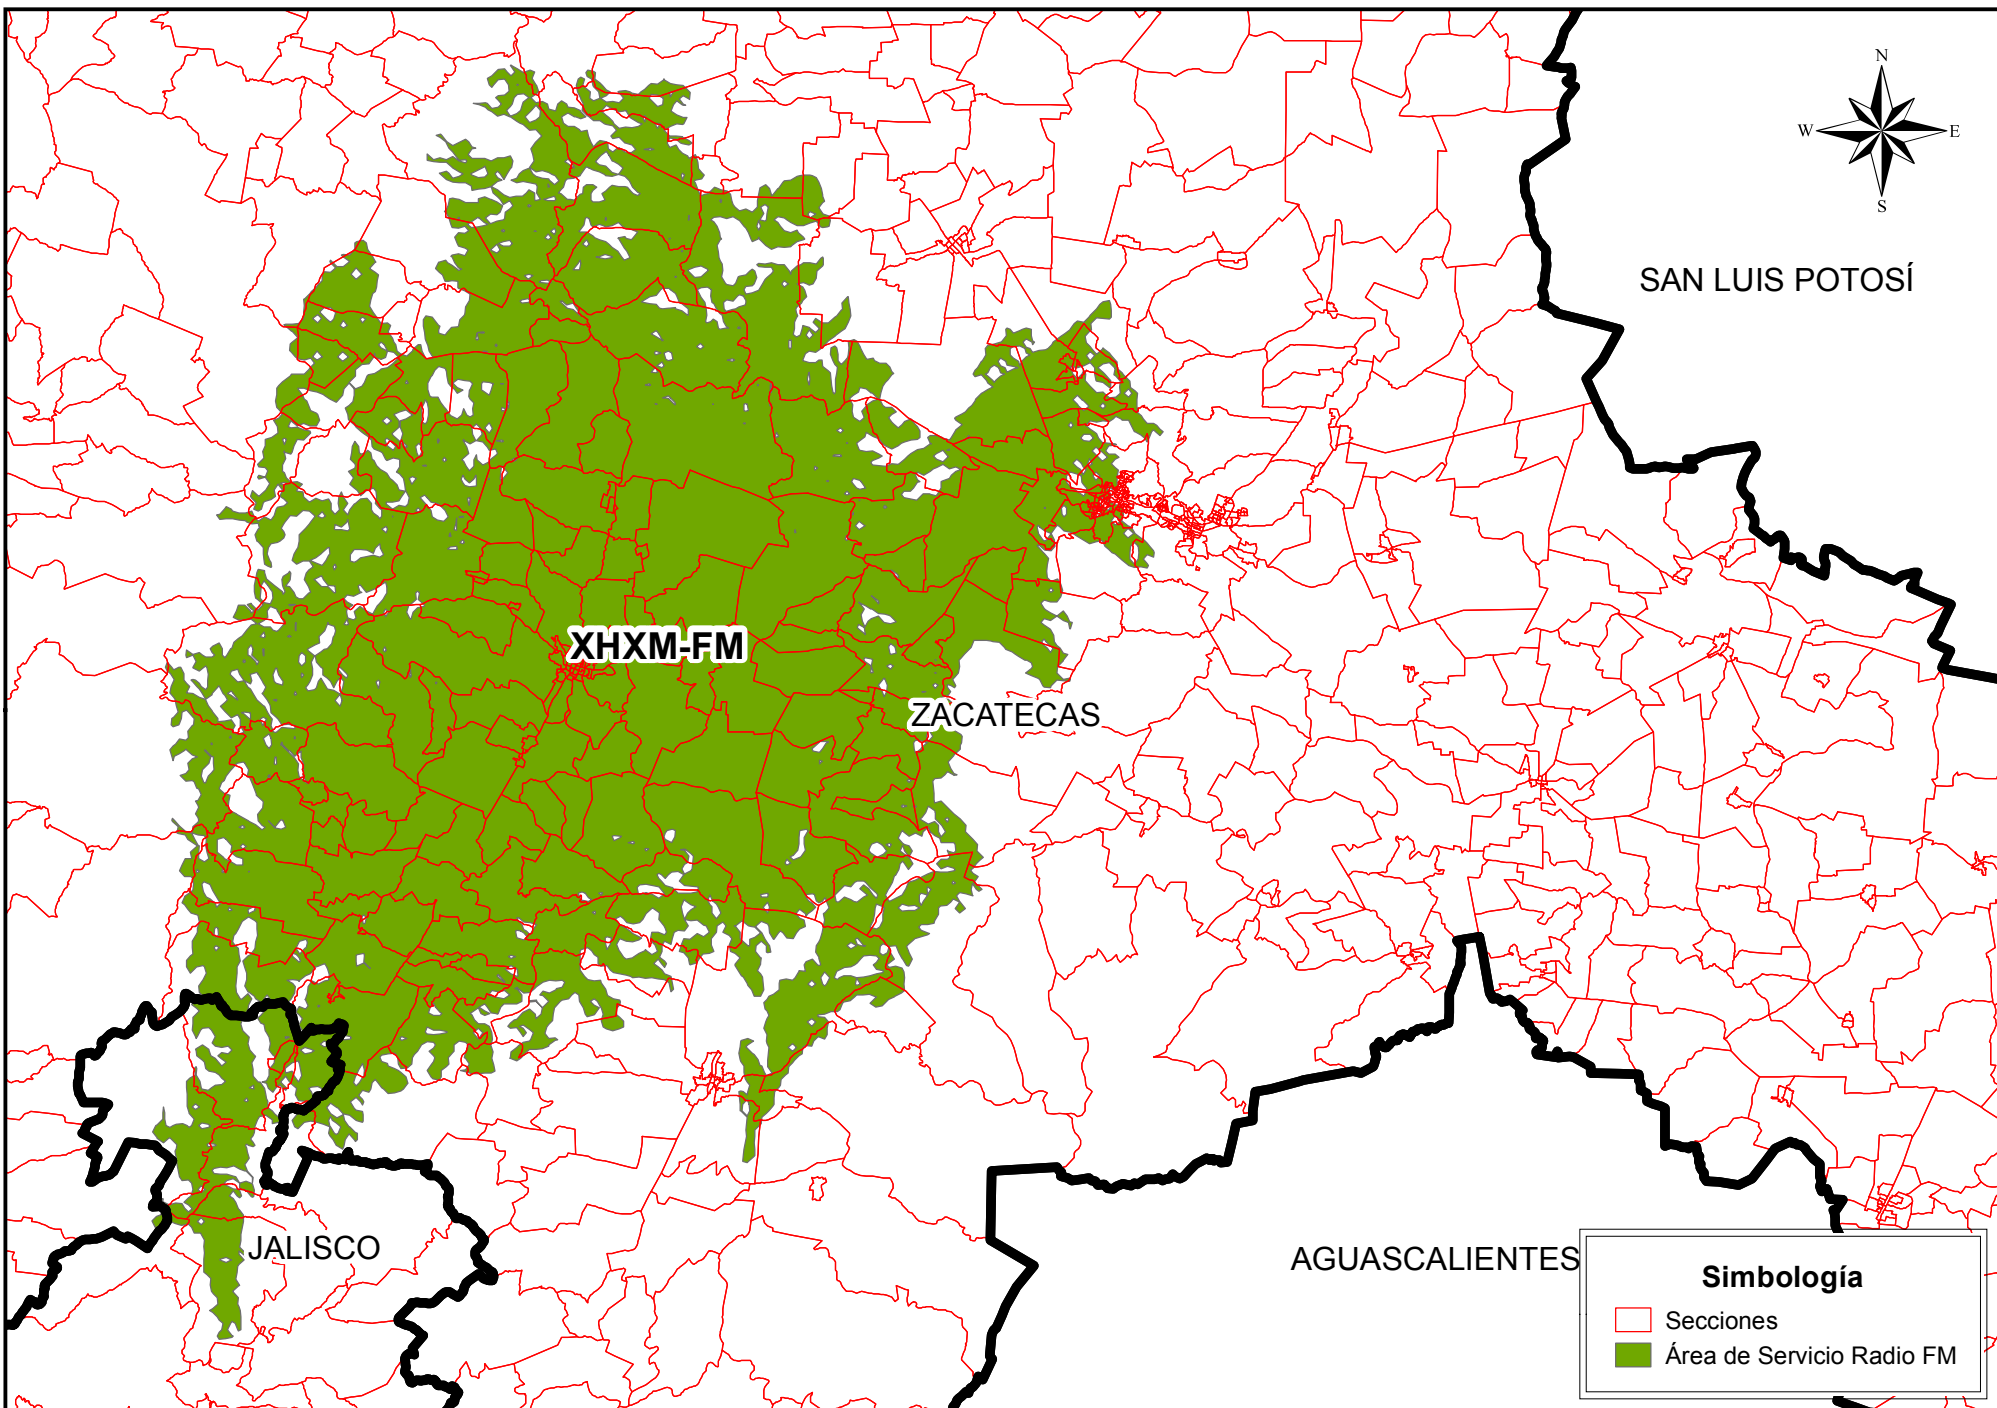 N
W E
S
SAN LUIS POTOSÍ
XHXM-FM
ZACATECAS
JALISCO
AGUASCALIENTES
Simbología
Secciones
Área de Servicio Radio FM